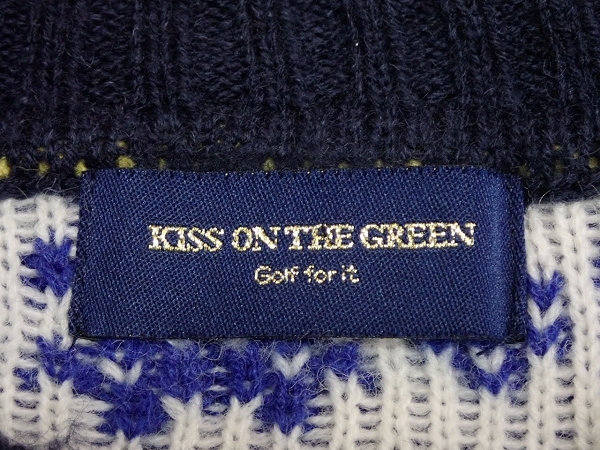 KISS ON THE GREEN
Golf for it